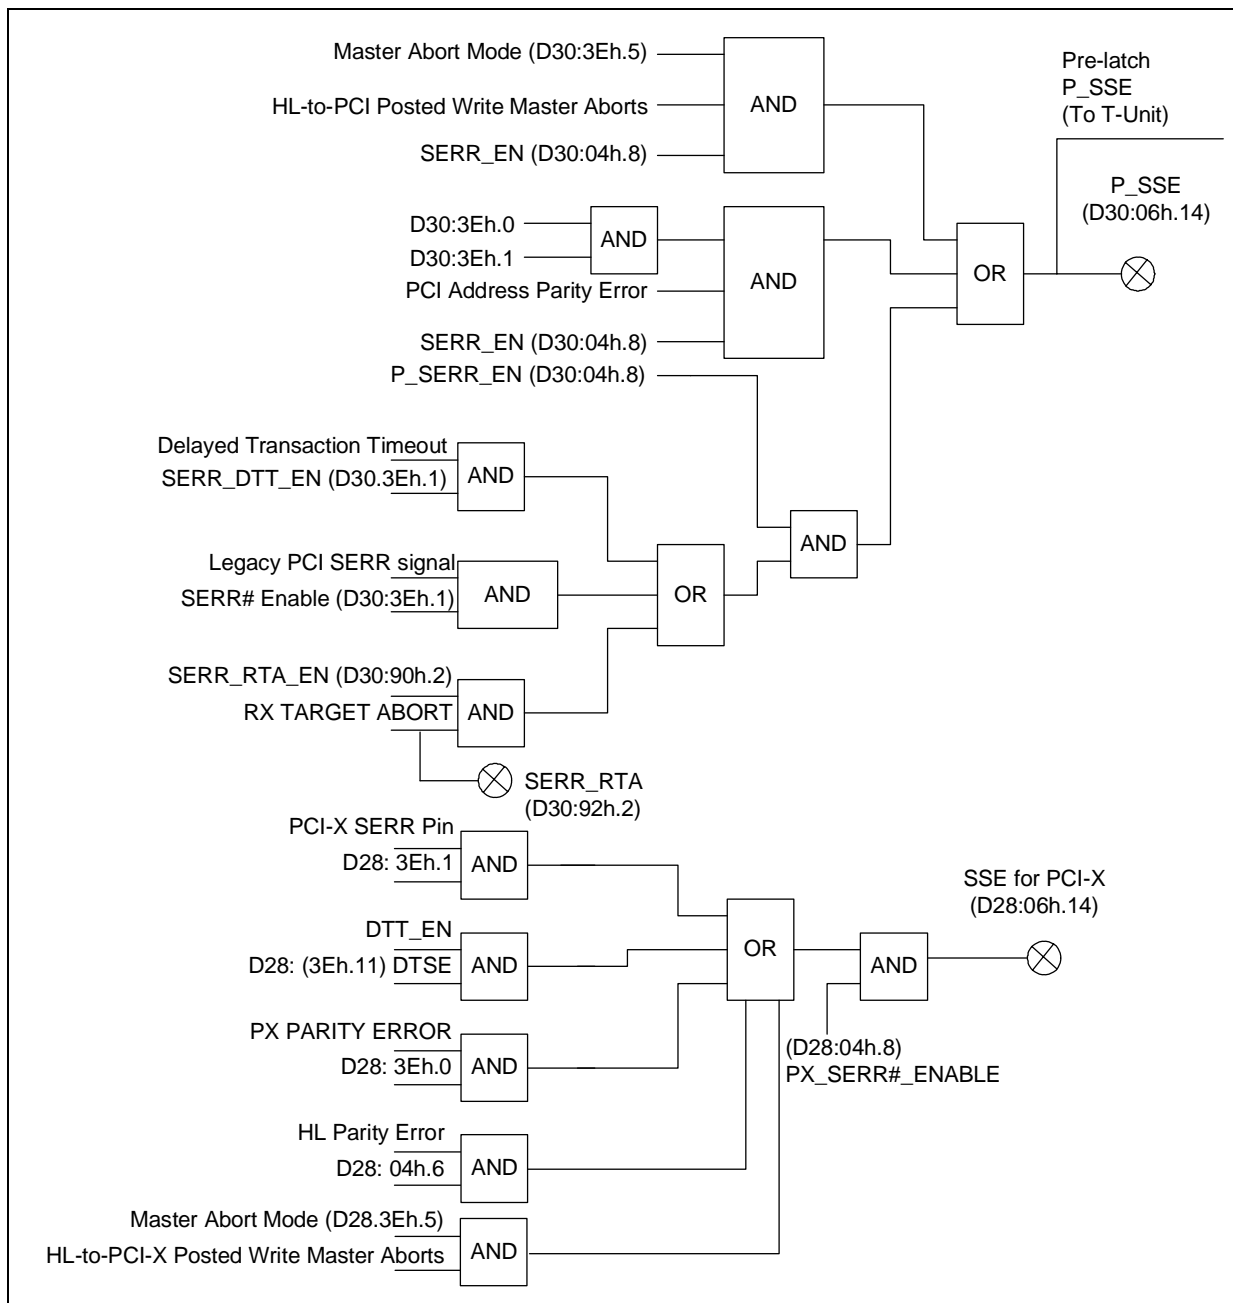 Master Abort Mode (D30:3Eh.5)
HL-to-PCI Posted Write Master Aborts
SERR_EN (D30:04h.8)
AND
Pre-latch
P_SSE
(To T-Unit)
P_SSE
(D30:06h.14)
D30:3Eh.0
D30:3Eh.1
AND
PCI Address Parity Error
SERR_EN (D30:04h.8)
AND
OR
P_SERR_EN (D30:04h.8)
Delayed Transaction Timeout
SERR_DTT_EN (D30.3Eh.1)
AND
AND
Legacy PCI SERR signal
SERR# Enable (D30:3Eh.1)
AND
OR
SERR_RTA_EN (D30:90h.2)
RX TARGET ABORT
AND
SERR_RTA
(D30:92h.2)
PCI-X SERR Pin
D28: 3Eh.1
AND
SSE for PCI-X
(D28:06h.14)
DTT_EN
D28: (3Eh.11) DTSE
AND
OR
AND
PX PARITY ERROR
D28: 3Eh.0
AND
(D28:04h.8)
PX_SERR#_ENABLE
HL Parity Error
D28: 04h.6
AND
Master Abort Mode (D28.3Eh.5)
HL-to-PCI-X Posted Write Master Aborts
AND